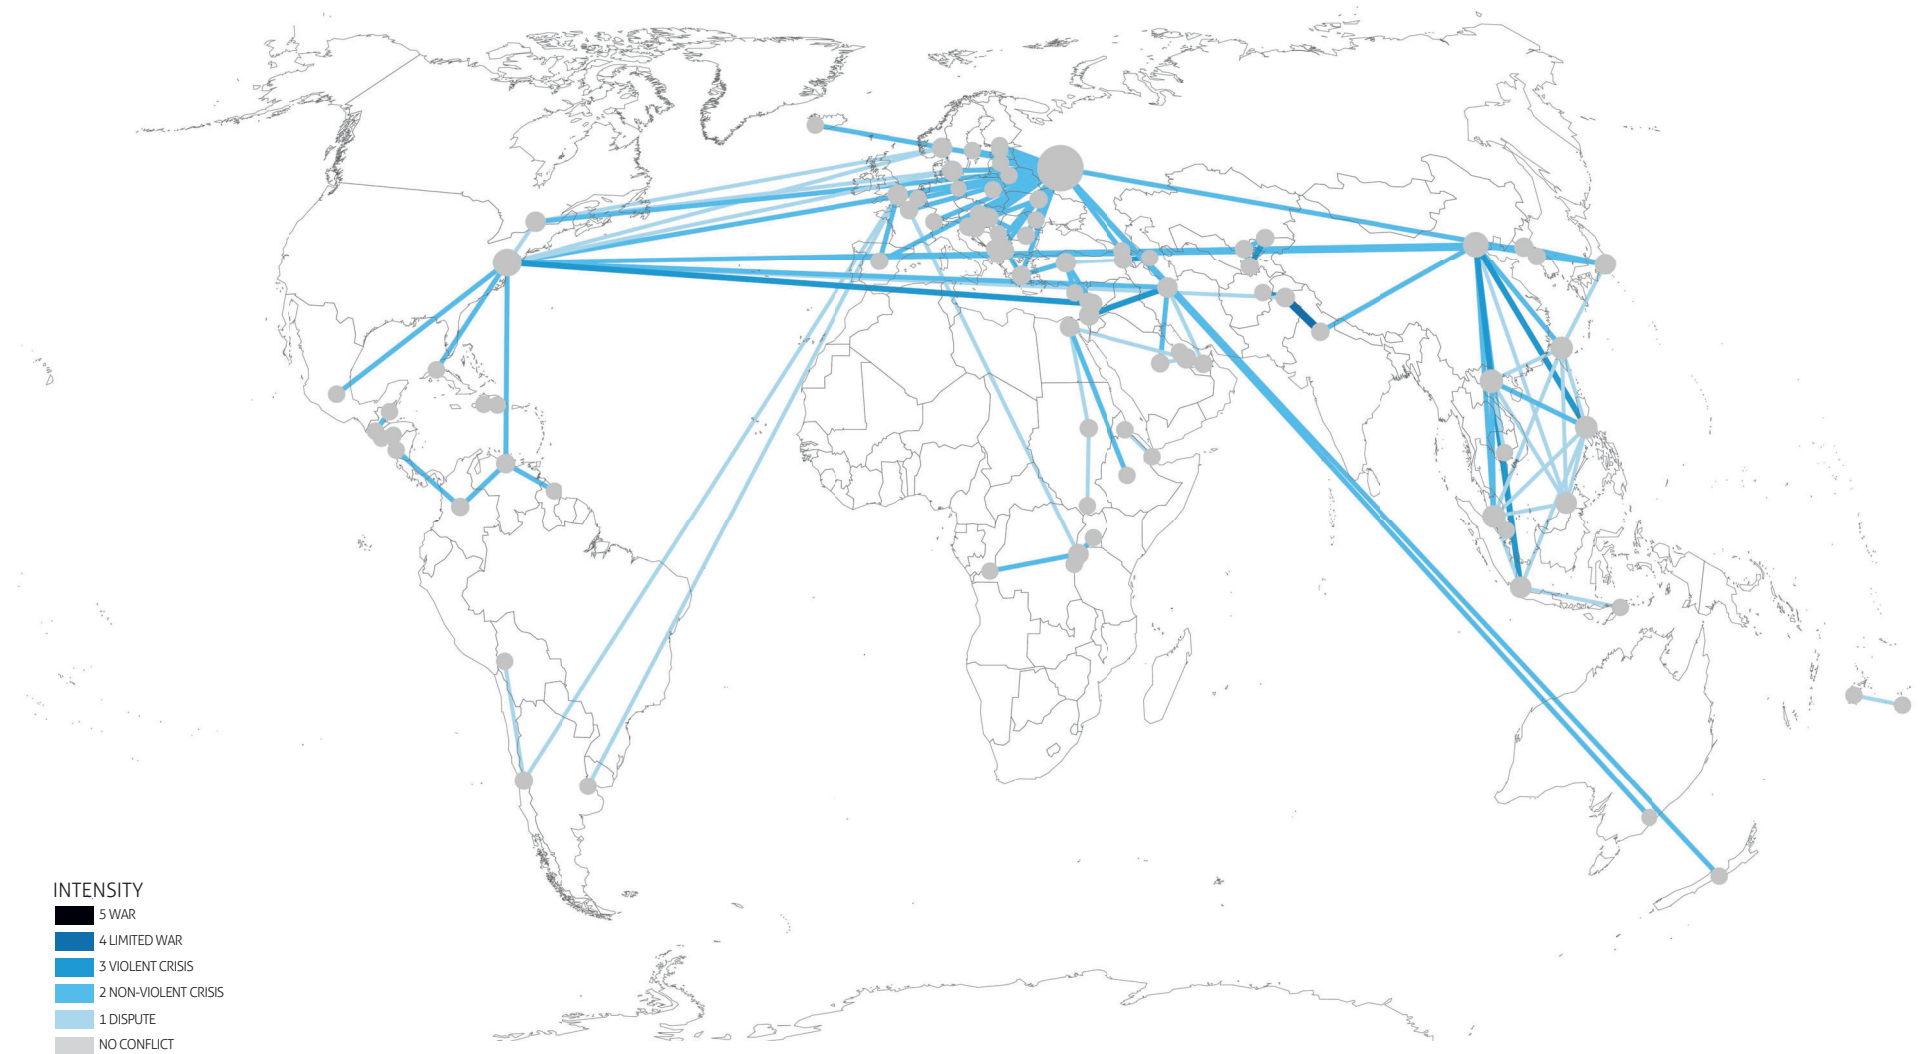 INTENSITY
5 WAR
4 LIMITED WAR
3 VIOLENT CRISIS
2 NON-VIOLENT CRISIS
1 DISPUTE
NO CONFLICT